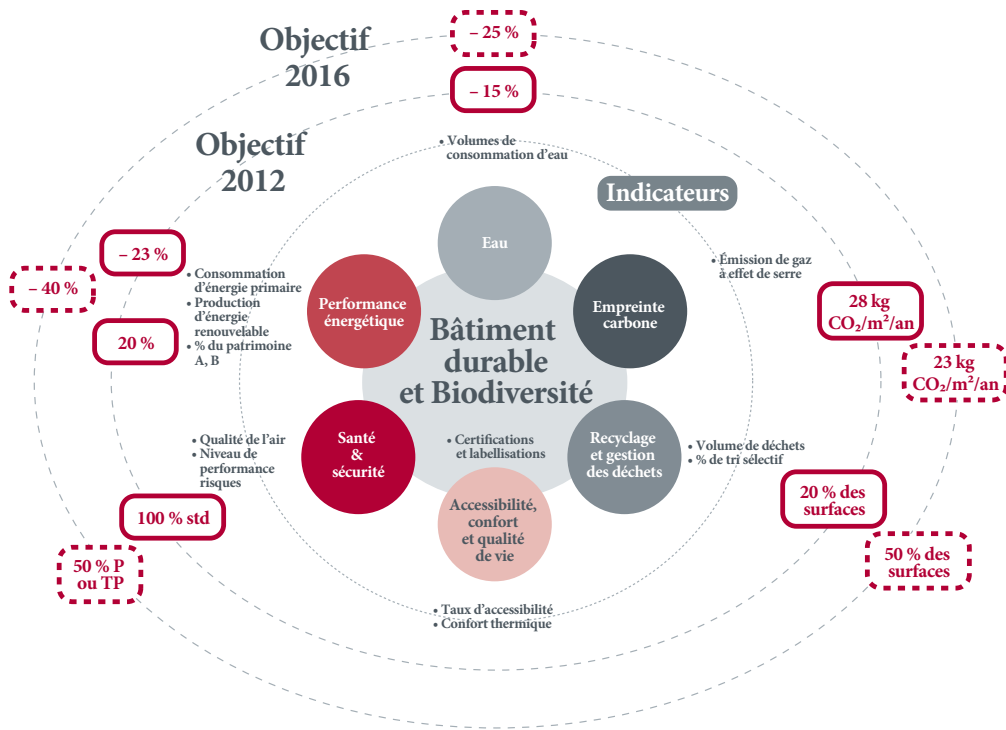 Objectif
2016
– 25 %
– 15 %
Objectif
2012
• Volumes de
consommation d'eau
Indicateurs
Eau
– 23 %
– 40 %
20 %
• Consommation
d'énergie primaire
• Production
d'énergie
renouvelable
• % du patrimoine
A, B
Performance
énergétique
Empreinte
carbone
• Émission de gaz
à effet de serre
28 kg
CO₂/m²/an
23 kg
CO₂/m²/an
Bâtiment
durable
et Biodiversité
• Certifications
et labellisations
• Qualité de l'air
• Niveau de
performance
risques
Santé
&
sécurité
Recyclage
et gestion
des déchets
• Volume de déchets
• % de tri sélectif
100 % std
50 % P
ou TP
20 % des
surfaces
50 % des
surfaces
Accessibilité,
confort
et qualité
de vie
• Taux d'accessibilité
• Confort thermique